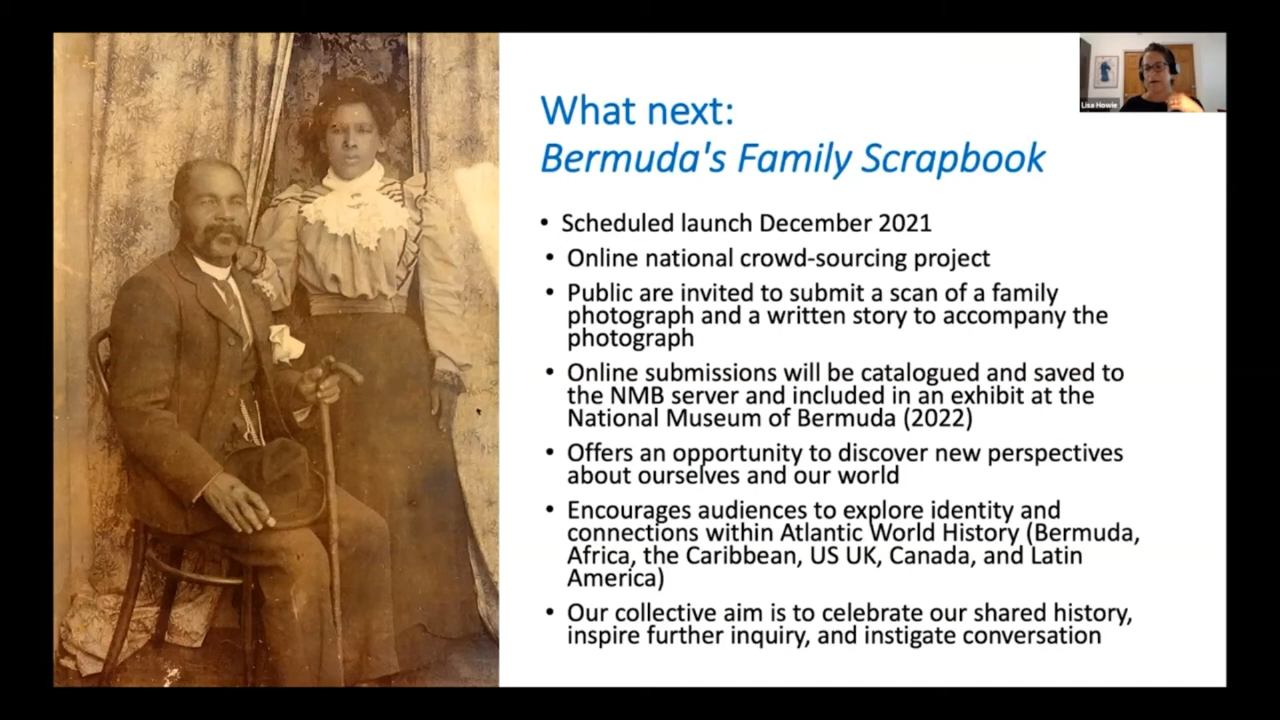 Lisa Howie
What next:
Bermuda's Family Scrapbook
• Scheduled launch December 2021
• Online national crowd-sourcing project
• Public are invited to submit a scan of a family
photograph and a written story to accompany the
photograph
• Online submissions will be catalogued and saved to
the NMB server and included in an exhibit at the
National Museum of Bermuda (2022)
• Offers an opportunity to discover new perspectives
about ourselves and our world
• Encourages audiences to explore identity and
connections within Atlantic World History (Bermuda,
Africa, the Caribbean, US UK, Canada, and Latin
America)
• Our collective aim is to celebrate our shared history,
inspire further inquiry, and instigate conversation